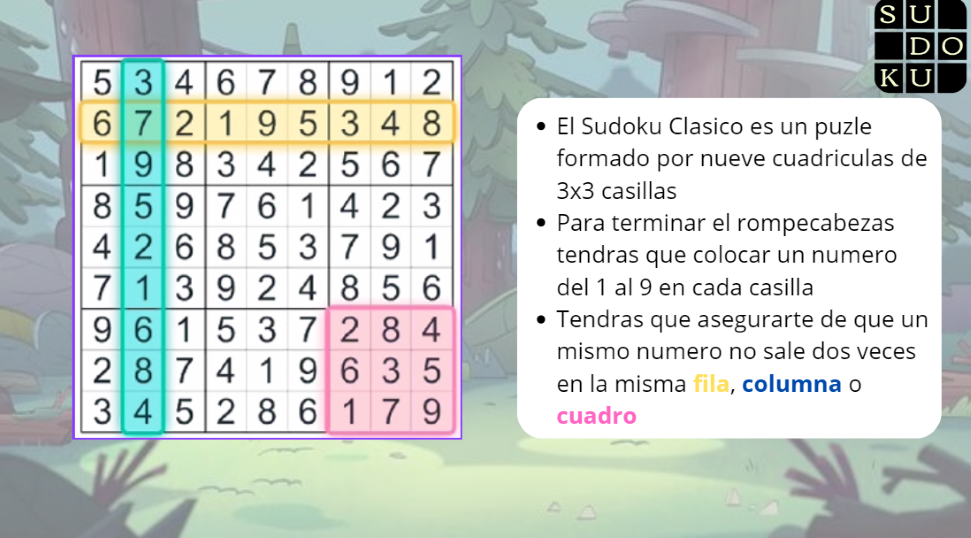 S U
D O
K U
5 3 4 6 7 8 9 1 2
6 7 2 1 9 5 3 4 8
1 9 8 3 4 2 5 6 7
8 5 9 7 6 1 4 2 3
4 2 6 8 5 3 7 9 1
7 1 3 9 2 4 8 5 6
9 6 1 5 3 7 2 8 4
2 8 7 4 1 9 6 3 5
3 4 5 2 8 6 1 7 9
• El Sudoku Clasico es un puzle
formado por nueve cuadriculas de
3x3 casillas
• Para terminar el rompecabezas
tendras que colocar un numero
del 1 al 9 en cada casilla
• Tendras que asegurarte de que un
mismo numero no sale dos veces
en la misma fila, columna o
cuadro